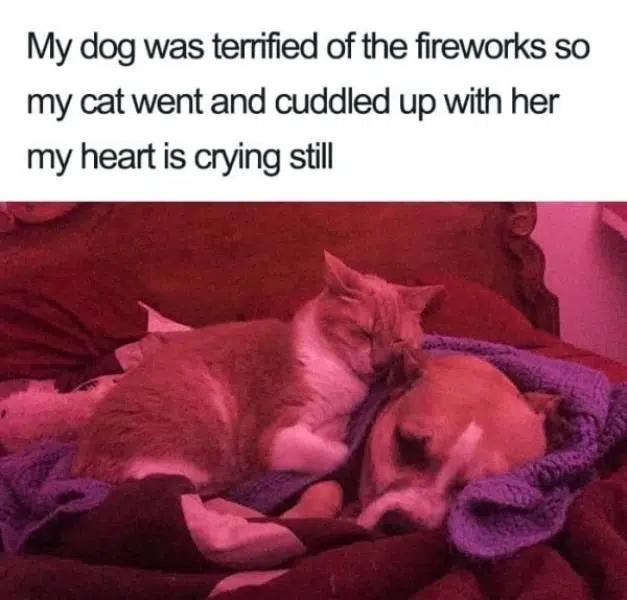 My dog was terrified of the fireworks so
my cat went and cuddled up with her
my heart is crying still